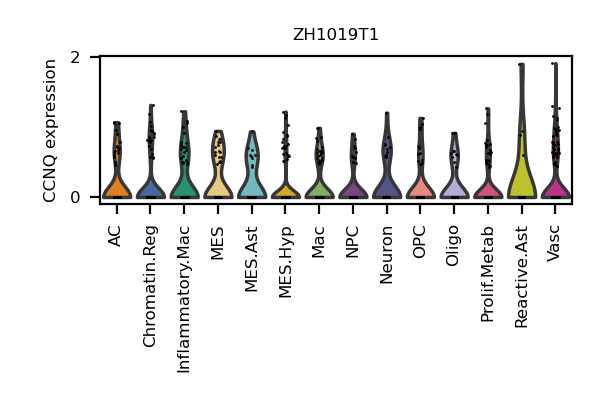 ZH1019T1
CCNQ expression
2
0
AC
Chromatin.Reg
Inflammatory.Mac
MES
MES.Ast
MES.Hyp
Mac
NPC
Neuron
OPC
Oligo
Prolif.Metab
Reactive.Ast
Vasc